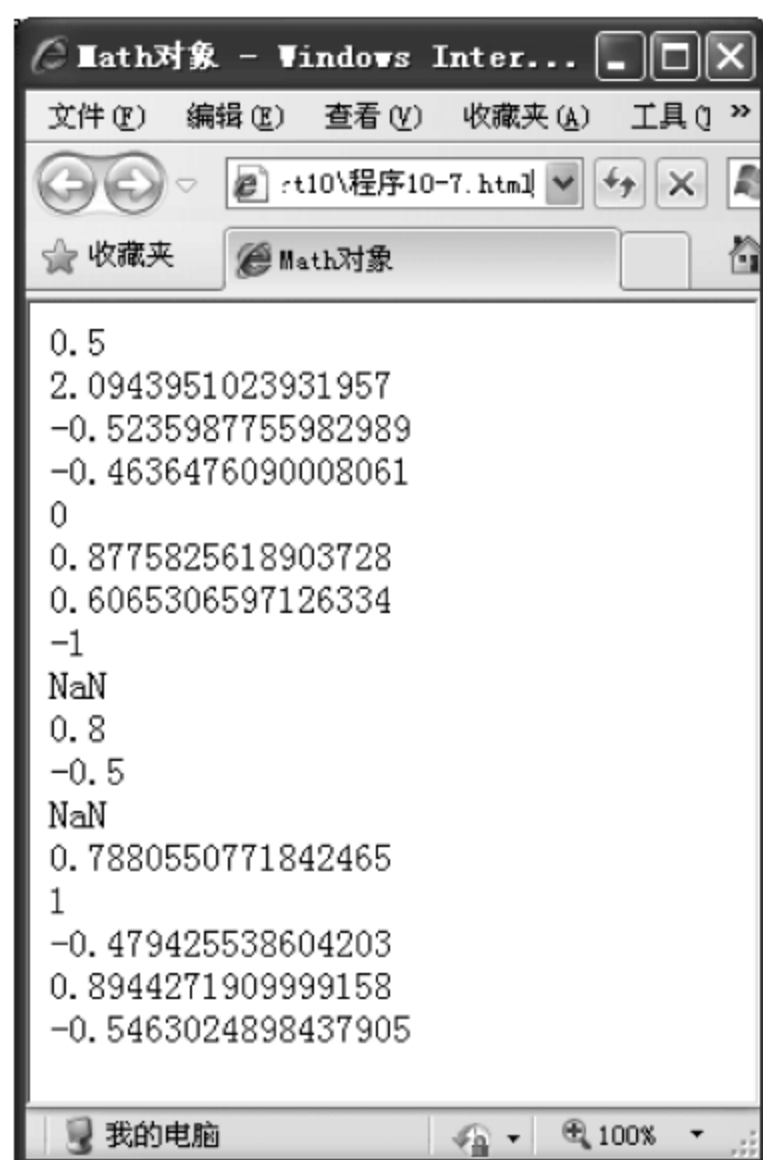 Math对象 - Windows Inter...
文件(F) 编辑(E) 查看(V) 收藏夹(A) 工具(
rt10\程序10-7.html
收藏夹 Math对象
0.5
2.0943951023931957
-0.5235987755982989
-0.4636476090008061
0
0.8775825618903728
0.6065306597126334
-1
NaN
0.8
-0.5
NaN
0.7880550771842465
1
-0.479425538604203
0.8944271909999158
-0.5463024898437905
我的电脑 100%